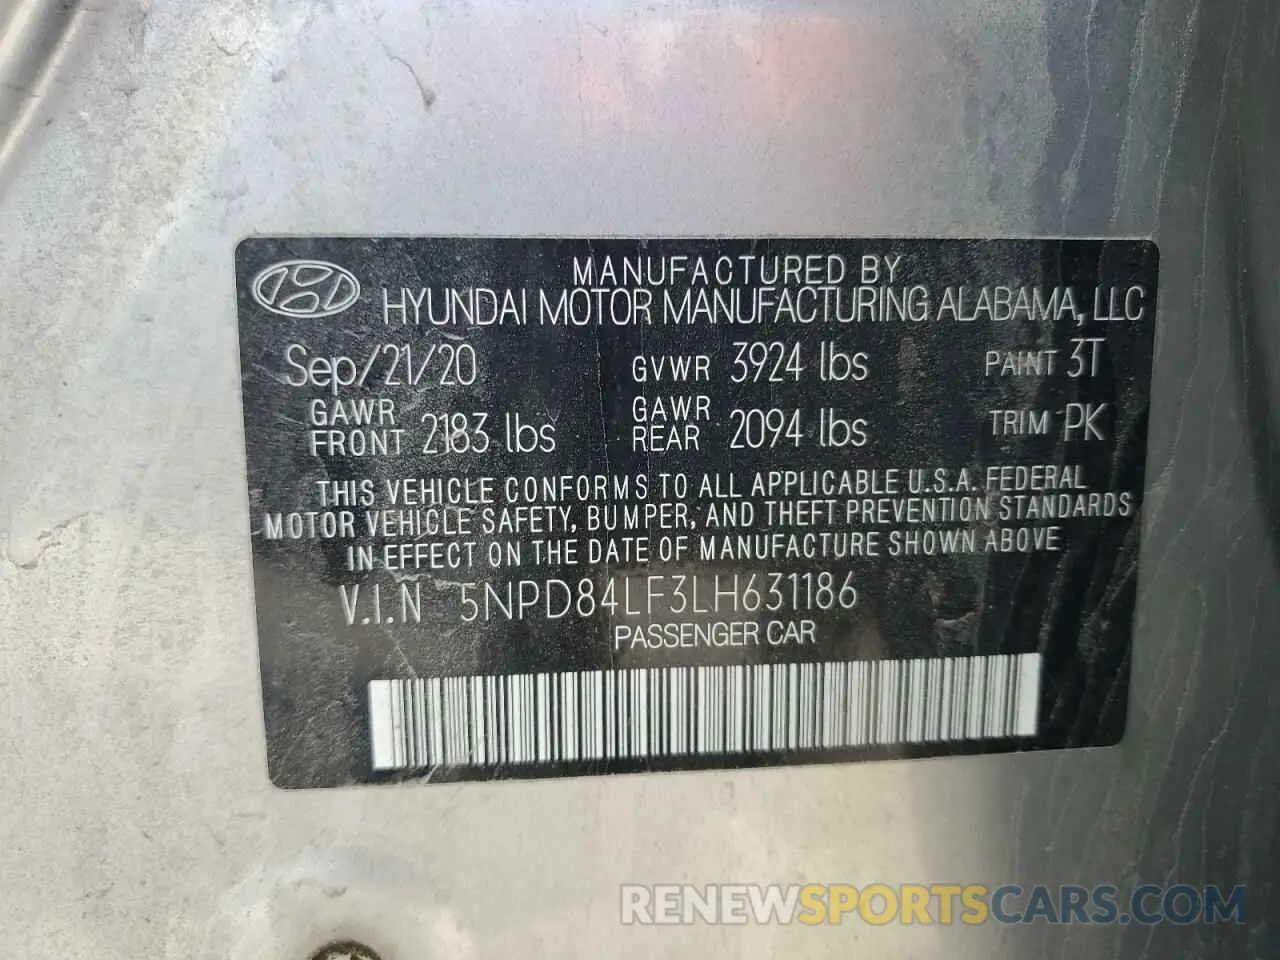 MANUFACTURED BY
HYUNDAI MOTOR MANUFACTURING ALABAMA, LLC
Sep/21/20 GVWR 3924 lbs PAINT 3T
GAWR FRONT 2183 lbs GAWR REAR 2094 lbs TRIM PK
THIS VEHICLE CONFORMS TO ALL APPLICABLE U.S.A. FEDERAL
MOTOR VEHICLE SAFETY, BUMPER, AND THEFT PREVENTION STANDARDS
IN EFFECT ON THE DATE OF MANUFACTURE SHOWN ABOVE
V.I.N 5NPD84LF3LH631186
PASSENGER CAR
RENEWSPORTSCARS.COM